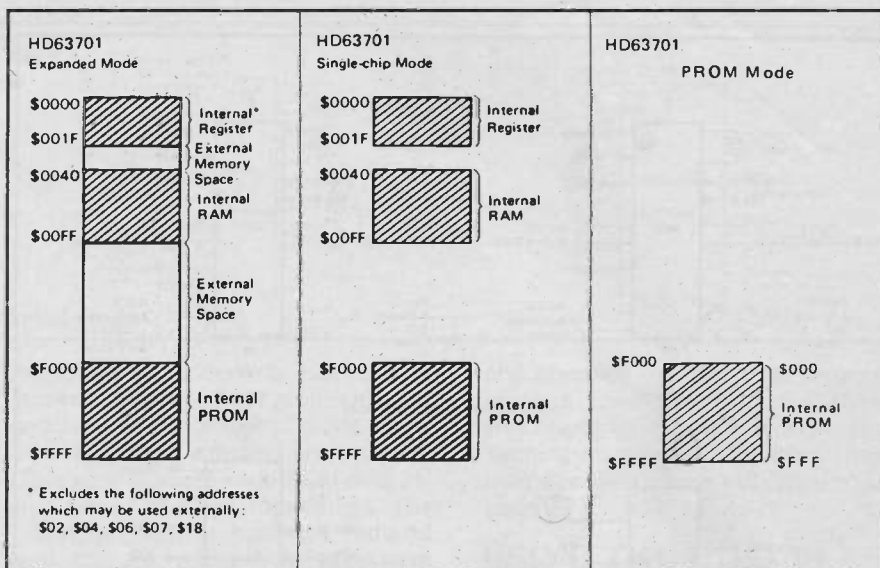 HD63701
Expanded Mode
$0000
Internal*
Register
$001F
External
Memory
Space
$0040
Internal
RAM
$00FF
External
Memory
Space
$F000
Internal
PROM
$FFFF
* Excludes the following addresses
which may be used externally:
$02, $04, $06, $07, $18.
HD63701
Single-chip Mode
$0000
Internal
Register
$001F
$0040
Internal
RAM
$00FF
$F000
Internal
PROM
$FFFF
HD63701
PROM Mode
$F000
$000
Internal
PROM
$FFFF
$FFF